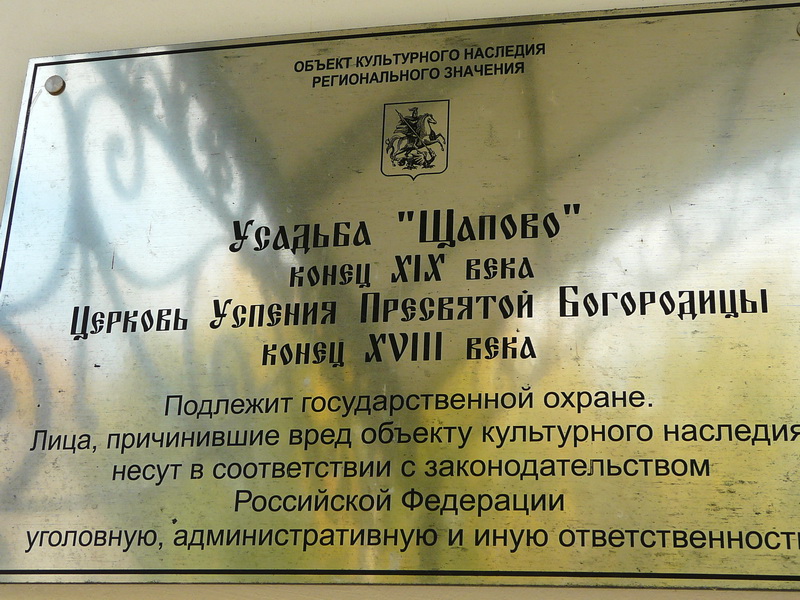 ОБЪЕКТ КУЛЬТУРНОГО НАСЛЕДИЯ
РЕГИОНАЛЬНОГО ЗНАЧЕНИЯ
Усадьба "Щапово"
конец XIX века
Церковь Успения Пресвятой Богородицы
конец XVIII века
Подлежит государственной охране.
Лица, причинившие вред объекту культурного наследия
несут в соответствии с законодательством
Российской Федерации
уголовную, административную и иную ответственност